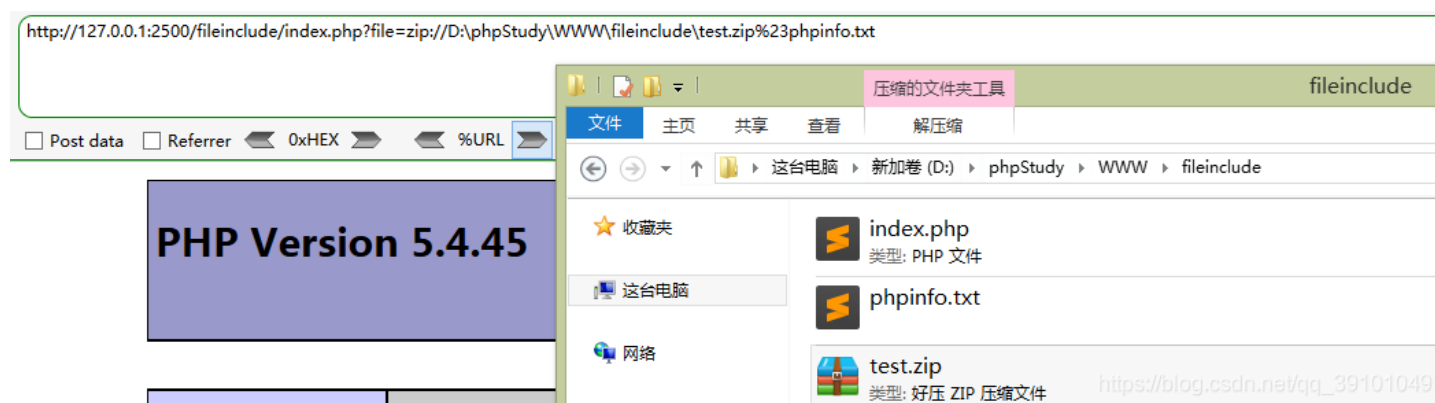 http://127.0.0.1:2500/fileinclude/index.php?file=zip://D:\phpStudy\WWW\fileinclude\test.zip%23phpinfo.txt
压缩的文件夹工具
fileinclude
文件 主页 共享 查看 解压缩
Post data Referrer 0xHEX %URL
这台电脑 新加卷 (D:) phpStudy WWW fileinclude
PHP Version 5.4.45
收藏夹
这台电脑
网络
index.php
类型: PHP 文件
phpinfo.txt
test.zip
类型: 好压 ZIP 压缩文件
https://blog.csdn.net/qq_39101049